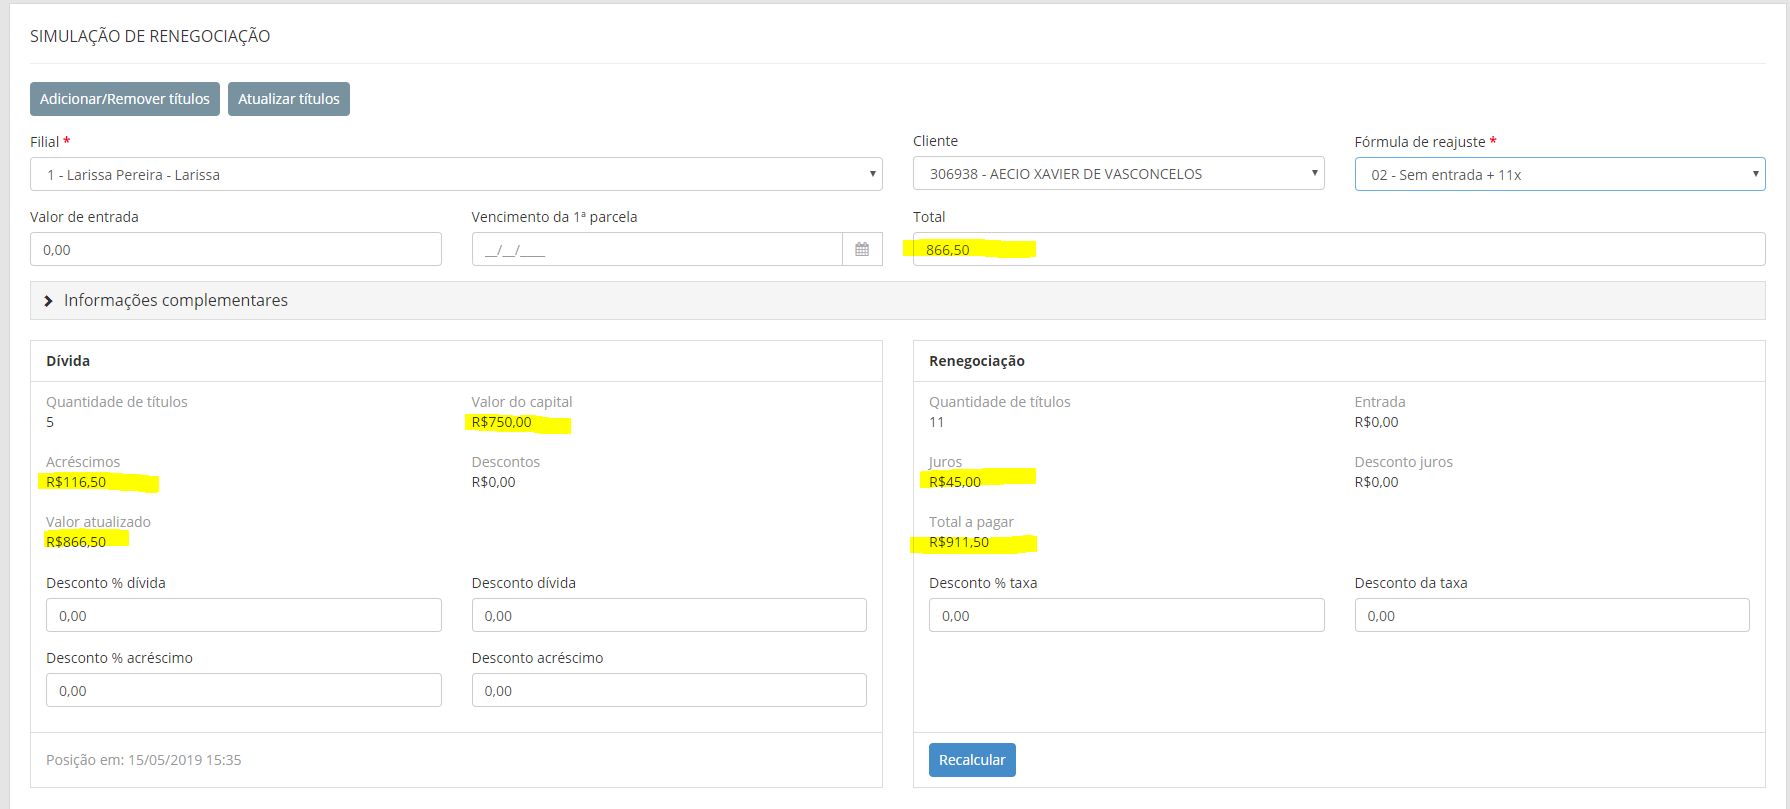 SIMULAÇÃO DE RENEGOCIAÇÃO
Adicionar/Remover títulos Atualizar títulos
Filial * Cliente Fórmula de reajuste *
1 - Larissa Pereira - Larissa 306938 - AECIO XAVIER DE VASCONCELOS 02 - Sem entrada + 11x
Valor de entrada Vencimento da 1ª parcela Total
0,00 __/__/____ 866,50
Informações complementares
Dívida
Quantidade de títulos Valor do capital
5 R$750,00
Acréscimos Descontos
R$116,50 R$0,00
Valor atualizado
R$866,50
Desconto % dívida Desconto dívida
0,00 0,00
Desconto % acréscimo Desconto acréscimo
0,00 0,00
Posição em: 15/05/2019 15:35
Renegociação
Quantidade de títulos Entrada
11 R$0,00
Juros Desconto juros
R$45,00 R$0,00
Total a pagar
R$911,50
Desconto % taxa Desconto da taxa
0,00 0,00
Recalcular